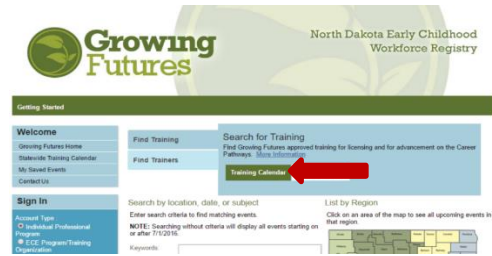 Growing
Futures
North Dakota Early Childhood
Workforce Registry
Getting Started
Welcome
Growing Futures Home
Statewide Training Calendar
My Saved Events
Contact Us
Find Training
Find Trainers
Search for Training
Find Growing Futures approved training for licensing and for advancement on the Career
Pathways. More Information
Training Calendar
Sign In
Account Type
Individual Professional
Program
ECE Program/Training
Organization
Search by location, date, or subject
Enter search criteria to find matching events.
NOTE: Searching without criteria will display all events starting on
or after 7/1/2016.
Keywords
List by Region
Click on an area of the map to see all upcoming events in
that region.